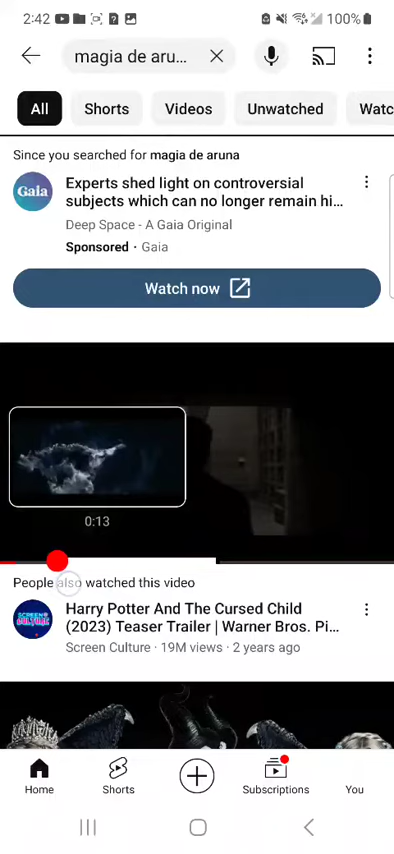 2:42
100%
magia de aru...
All
Shorts
Videos
Unwatched
Watc
Since you searched for magia de aruna
Gaia
Experts shed light on controversial
subjects which can no longer remain hi...
Deep Space - A Gaia Original
Sponsored · Gaia
Watch now
0:13
People also watched this video
SCREEN
CULTURE
Harry Potter And The Cursed Child
(2023) Teaser Trailer | Warner Bros. Pi...
Screen Culture · 19M views · 2 years ago
Home
Shorts
Subscriptions
You